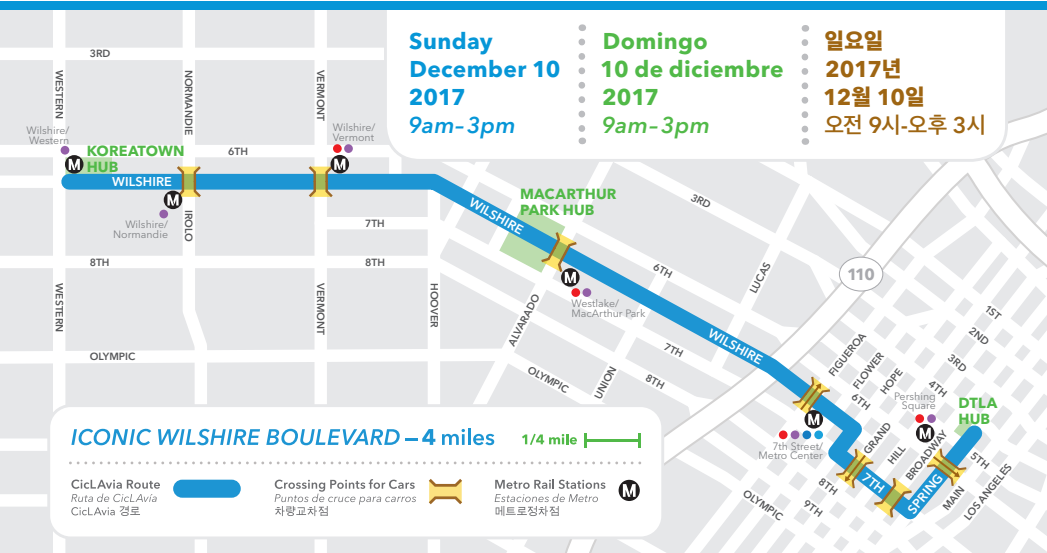 Sunday
December 10
2017
9am–3pm
Domingo
10 de diciembre
2017
9am–3pm
일요일
2017년
12월 10일
오전 9시-오후 3시
3RD
WESTERN
NORMANDIE
VERMONT
Wilshire/
Western
Wilshire/
Vermont
M
M
KOREATOWN
HUB
6TH
WILSHIRE
M
Wilshire/
Normandie
IROLO
7TH
8TH
8TH
WESTERN
VERMONT
HOOVER
OLYMPIC
MACARTHUR
PARK HUB
WILSHIRE
3RD
6TH
LUCAS
110
M
Westlake/
MacArthur Park
ALVARADO
WILSHIRE
7TH
8TH
OLYMPIC
UNION
FIGUEROA
FLOWER
HOPE
6TH
1ST
2ND
3RD
4TH
Pershing
Square
M
DTLA
HUB
M
7th Street/
Metro Center
GRAND
HILL
BROADWAY
5TH
8TH
7TH
SPRING
MAIN
LOS ANGELES
9TH
OLYMPIC
ICONIC WILSHIRE BOULEVARD – 4 miles
1/4 mile
CicLAvia Route
Ruta de CicLAvía
CicLAvia 경로
Crossing Points for Cars
Puntos de cruce para carros
차량교차점
Metro Rail Stations
Estaciones de Metro
메트로정차점
M